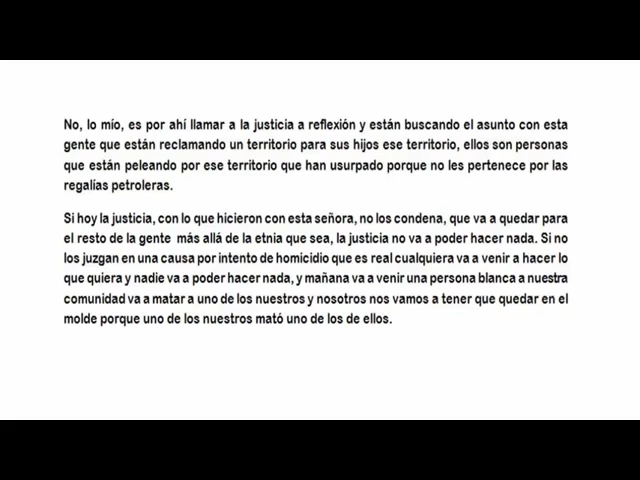 No, lo mío, es por ahí llamar a la justicia a reflexión y están buscando el asunto con esta
gente que están reclamando un territorio para sus hijos ese territorio, ellos son personas
que están peleando por ese territorio que han usurpado porque no les pertenece por las
regalías petroleras.
Si hoy la justicia, con lo que hicieron con esta señora, no los condena, que va a quedar para
el resto de la gente más allá de la etnia que sea, la justicia no va a poder hacer nada. Si no
los juzgan en una causa por intento de homicidio que es real cualquiera va a venir a hacer lo
que quiera y nadie va a poder hacer nada, y mañana va a venir una persona blanca a nuestra
comunidad va a matar a uno de los nuestros y nosotros nos vamos a tener que quedar en el
molde porque uno de los nuestros mató uno de los de ellos.